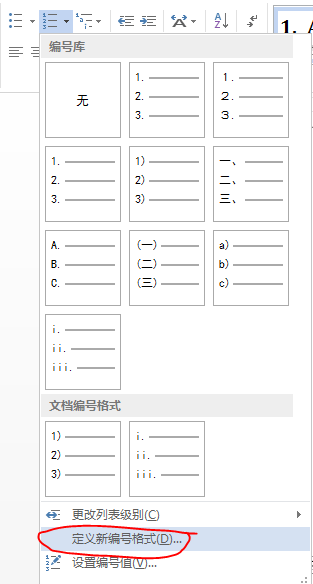 A
Z
1. A
编号库
无
1.
2.
3.
1.
2.
3.
1.
2.
3.
1)
2)
3)
一、
二、
三、
A.
B.
C.
(一)
(二)
(三)
a)
b)
c)
i.
ii.
iii.
文档编号格式
1)
2)
3)
i.
ii.
iii.
更改列表级别(C)
定义新编号格式(D)...
设置编号值(V)...